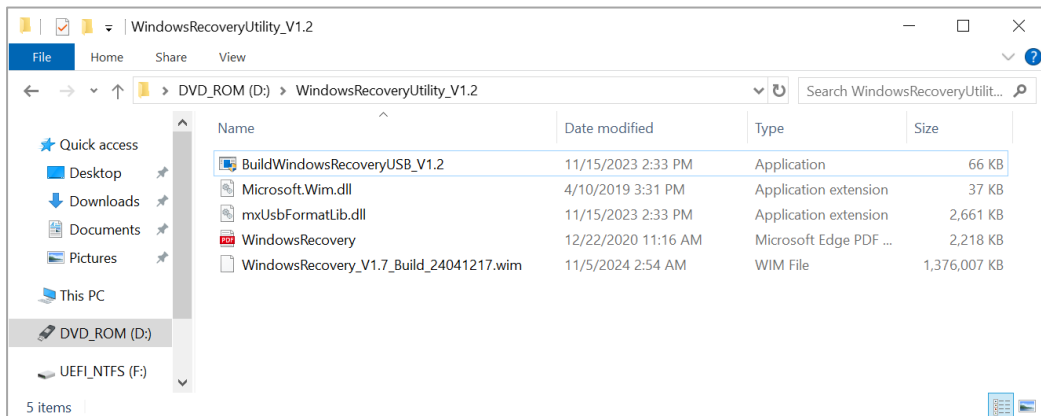 WindowsRecoveryUtility_V1.2
File Home Share View
DVD_ROM (D:) > WindowsRecoveryUtility_V1.2 Search WindowsRecoveryUtilit...
Name Date modified Type Size
Quick access
BuildWindowsRecoveryUSB_V1.2 11/15/2023 2:33 PM Application 66 KB
Desktop
Microsoft.Wim.dll 4/10/2019 3:31 PM Application extension 37 KB
Downloads
mxUsbFormatLib.dll 11/15/2023 2:33 PM Application extension 2,661 KB
Documents
PDF WindowsRecovery 12/22/2020 11:16 AM Microsoft Edge PDF ... 2,218 KB
Pictures
WindowsRecovery_V1.7_Build_24041217.wim 11/5/2024 2:54 AM WIM File 1,376,007 KB
This PC
DVD_ROM (D:)
UEFI_NTFS (F:)
5 items